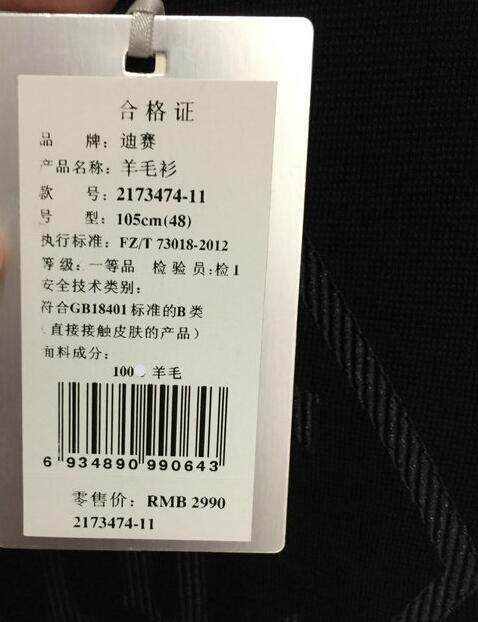 合格证
品 牌：迪赛
产品名称：羊毛衫
款 号：2173474-11
号 型：105cm(48)
执行标准：FZ/T 73018-2012
等级：一等品 检验员：检1
安全技术类别：
符合GB18401标准的B类
（直接接触皮肤的产品）
面料成分：
100 羊毛
6 934890 990643
零售价：RMB 2990
2173474-11